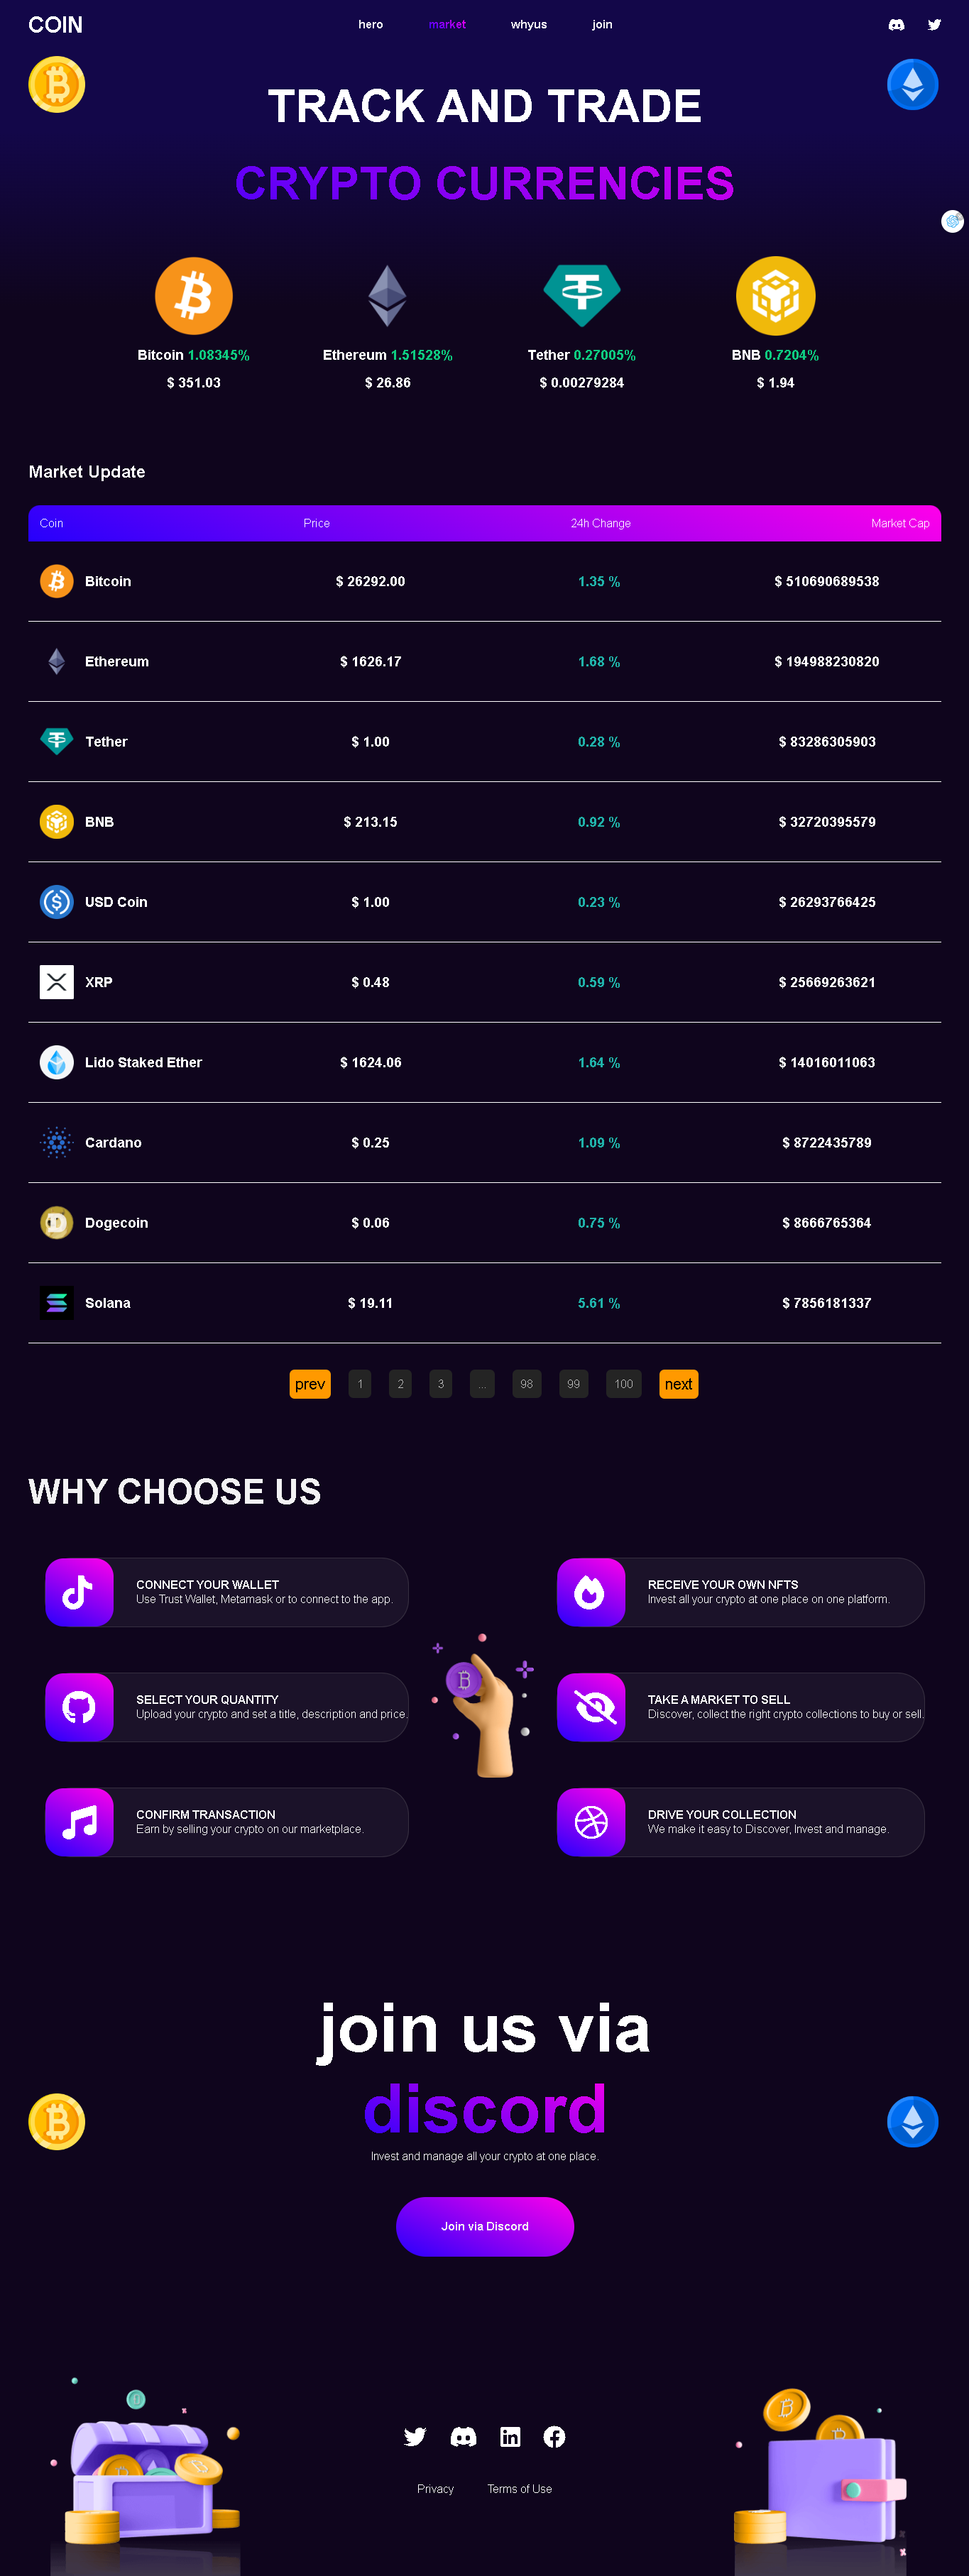 COIN
hero market whyus join
TRACK AND TRADE
CRYPTO CURRENCIES
Bitcoin 1.08345% Ethereum 1.51528% Tether 0.27005% BNB 0.7204%
$ 351.03 $ 26.86 $ 0.00279284 $ 1.94
Market Update
Coin Price 24h Change Market Cap
Bitcoin $ 26292.00 1.35 % $ 510690689538
Ethereum $ 1626.17 1.68 % $ 194988230820
Tether $ 1.00 0.28 % $ 83286305903
BNB $ 213.15 0.92 % $ 32720395579
USD Coin $ 1.00 0.23 % $ 26293766425
XRP $ 0.48 0.59 % $ 25669263621
Lido Staked Ether $ 1624.06 1.64 % $ 14016011063
Cardano $ 0.25 1.09 % $ 8722435789
Dogecoin $ 0.06 0.75 % $ 8666765364
Solana $ 19.11 5.61 % $ 7856181337
prev 1 2 3 ... 98 99 100 next
WHY CHOOSE US
CONNECT YOUR WALLET
Use Trust Wallet, Metamask or to connect to the app.
RECEIVE YOUR OWN NFTS
Invest all your crypto at one place on one platform.
SELECT YOUR QUANTITY
Upload your crypto and set a title, description and price.
TAKE A MARKET TO SELL
Discover, collect the right crypto collections to buy or sell.
CONFIRM TRANSACTION
Earn by selling your crypto on our marketplace.
DRIVE YOUR COLLECTION
We make it easy to Discover, Invest and manage.
join us via
discord
Invest and manage all your crypto at one place.
Join via Discord
Privacy Terms of Use